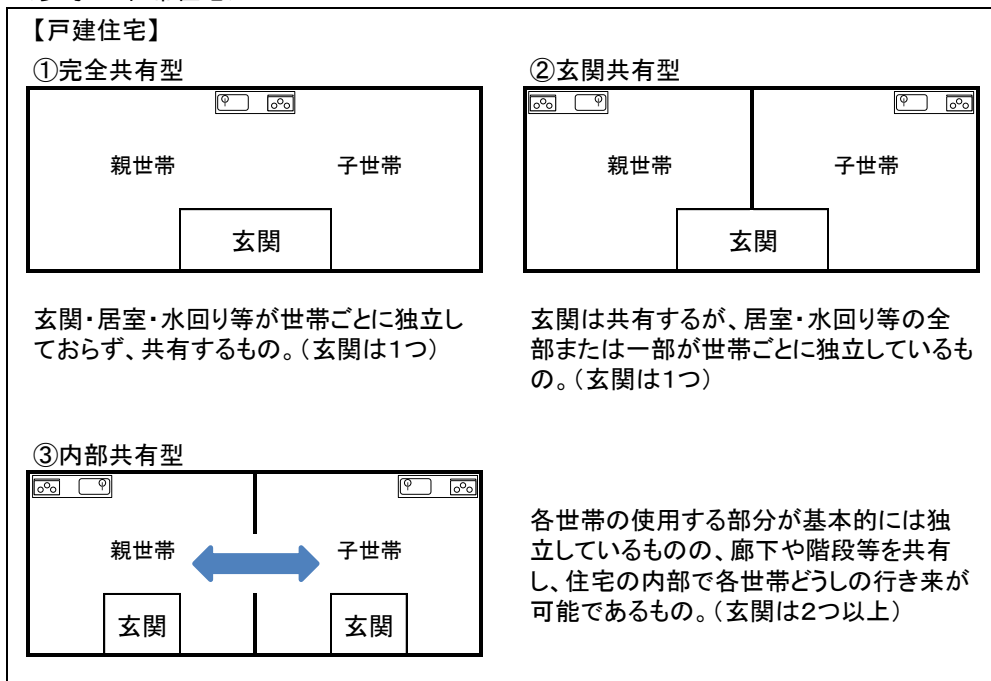 【戸建住宅】
①完全共有型
親世帯 子世帯
玄関
玄関・居室・水回り等が世帯ごとに独立し
ておらず、共有するもの。（玄関は１つ）
②玄関共有型
親世帯 子世帯
玄関
玄関は共有するが、居室・水回り等の全
部または一部が世帯ごとに独立しているも
の。（玄関は１つ）
③内部共有型
親世帯 子世帯
玄関 玄関
各世帯の使用する部分が基本的には独
立しているものの、廊下や階段等を共有
し、住宅の内部で各世帯どうしの行き来が
可能であるもの。（玄関は２つ以上）